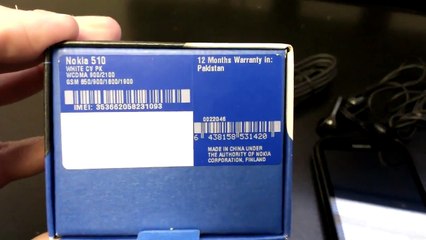 Nokia 510
WHITE CV PK
WCDMA 900/2100
GSM 850/900/1800/1900
IMEI: 353662058231093
12 Months Warranty in:
Pakistan
0022046
6 438158 531420
MADE IN CHINA UNDER
THE AUTHORITY OF NOKIA
CORPORATION, FINLAND